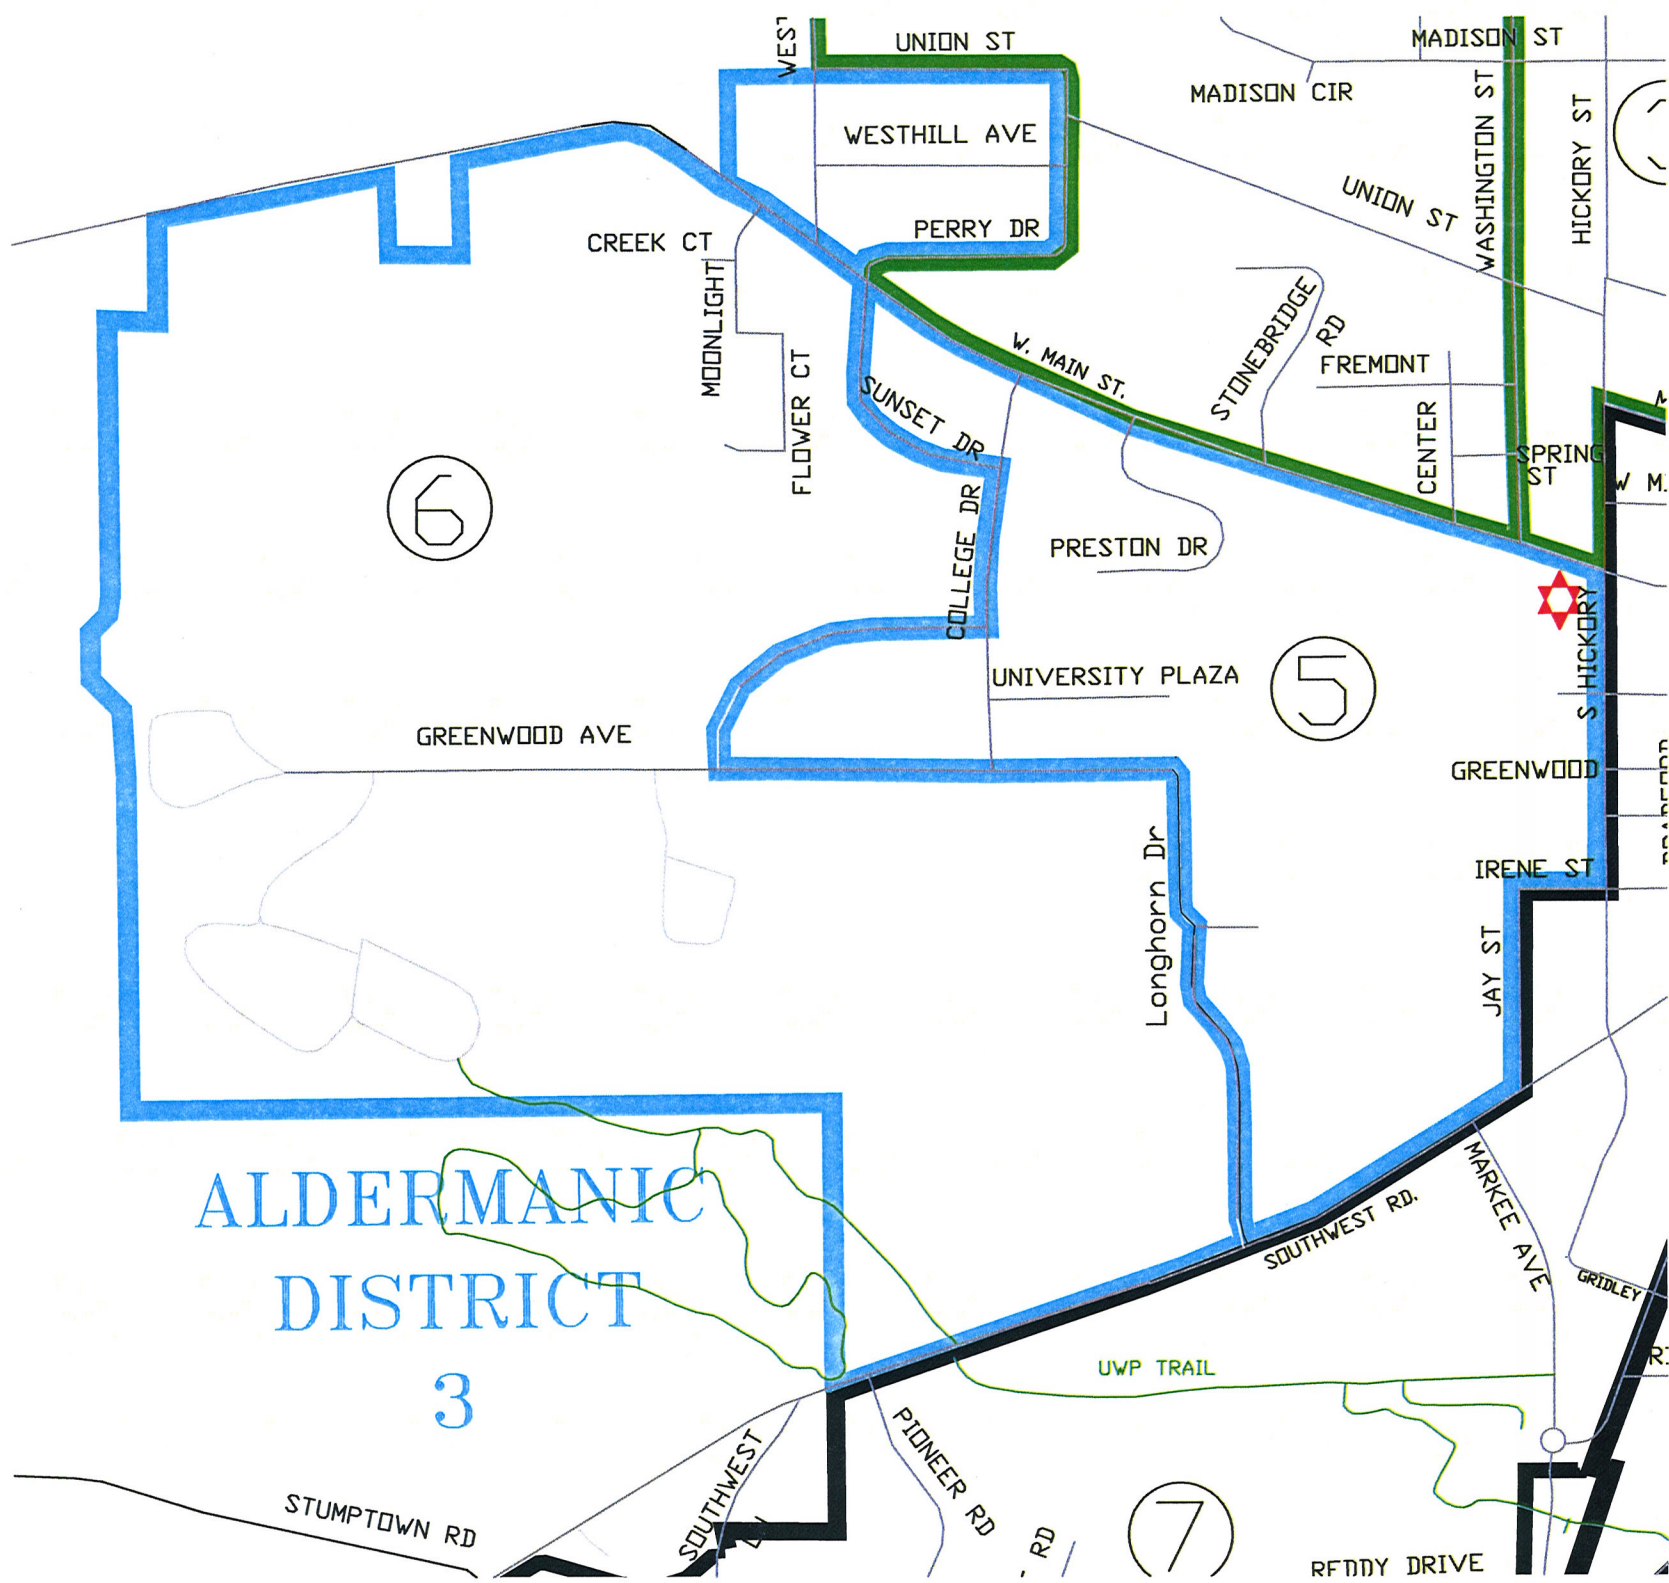 WEST
UNION ST
MADISON ST
MADISON CIR
WASHINGTON ST
HICKORY ST
WESTHILL AVE
UNION ST
PERRY DR
CREEK CT
MOONLIGHT
FLOWER CT
STONEBRIDGE
RD
W. MAIN ST.
FREMONT
CENTER
SPRING
ST
W M.
SUNSET DR
6
COLLEGE DR
PRESTON DR
S HICKORY
UNIVERSITY PLAZA
5
GREENWOOD AVE
GREENWOOD
Longhorn Dr
IRENE ST
JAY ST
ALDERMANIC
DISTRICT
3
SOUTHWEST RD.
MARKEE AVE
GRIDLEY
UWP TRAIL
PIONEER RD
SOUTHWEST
STUMPTOWN RD
RD
7
REDDY DRIVE